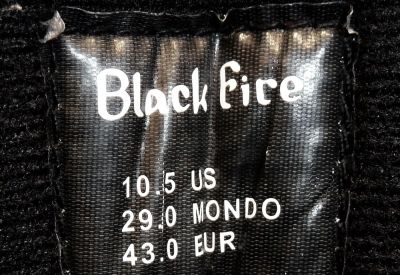 Black Fire
10.5 US
29.0 MONDO
43.0 EUR